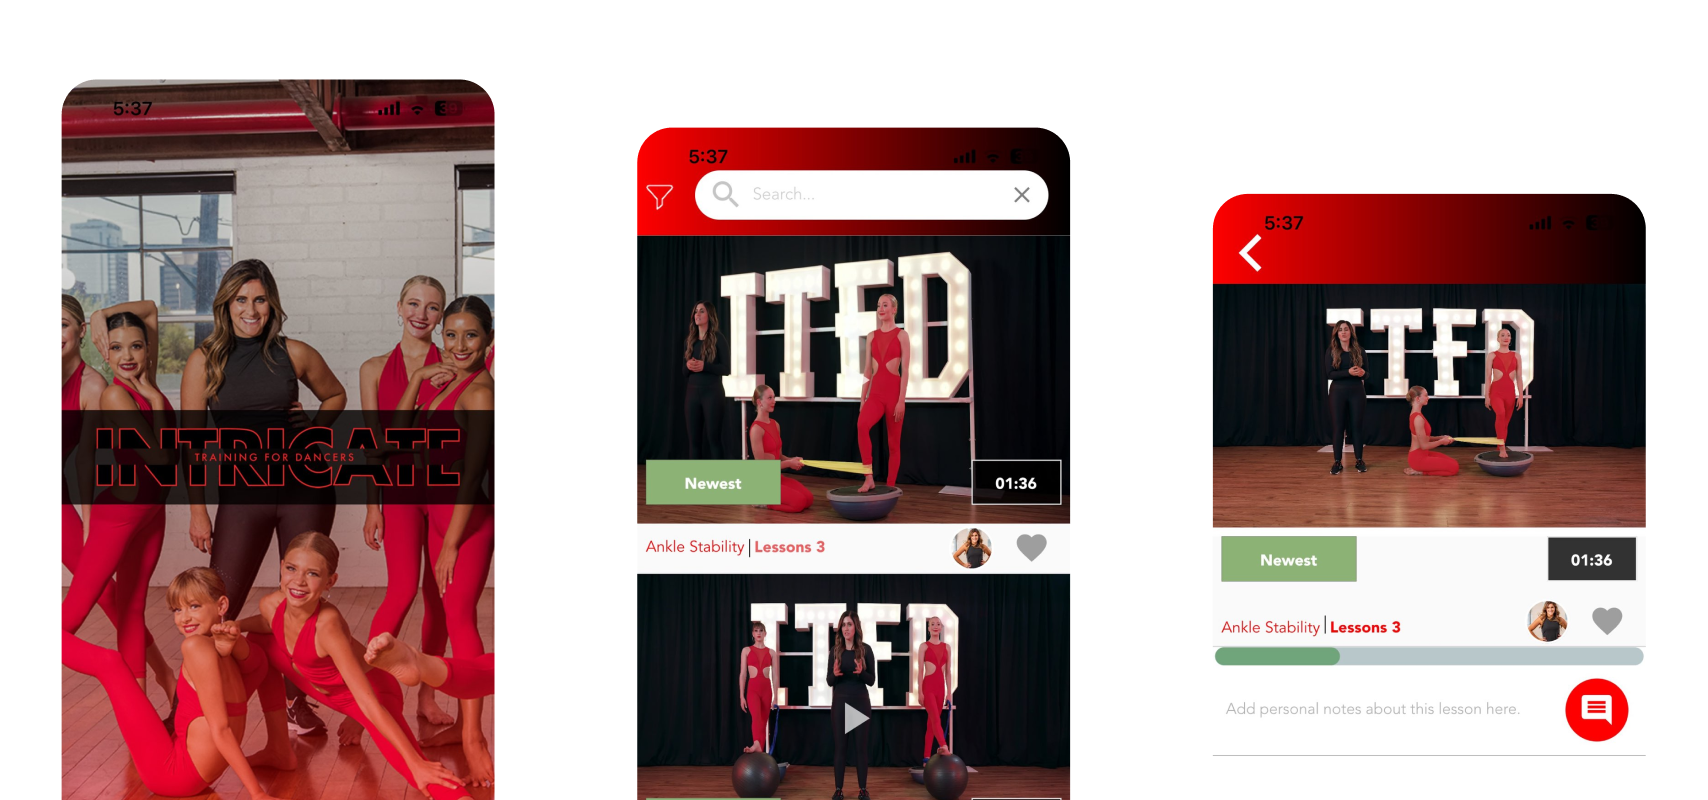 5:37
INTRICATE
TRAINING FOR DANCERS
5:37
Search...
ITFD
Newest
01:36
Ankle Stability | Lessons 3
ITFD
5:37
ITFD
Newest
01:36
Ankle Stability | Lessons 3
Add personal notes about this lesson here.